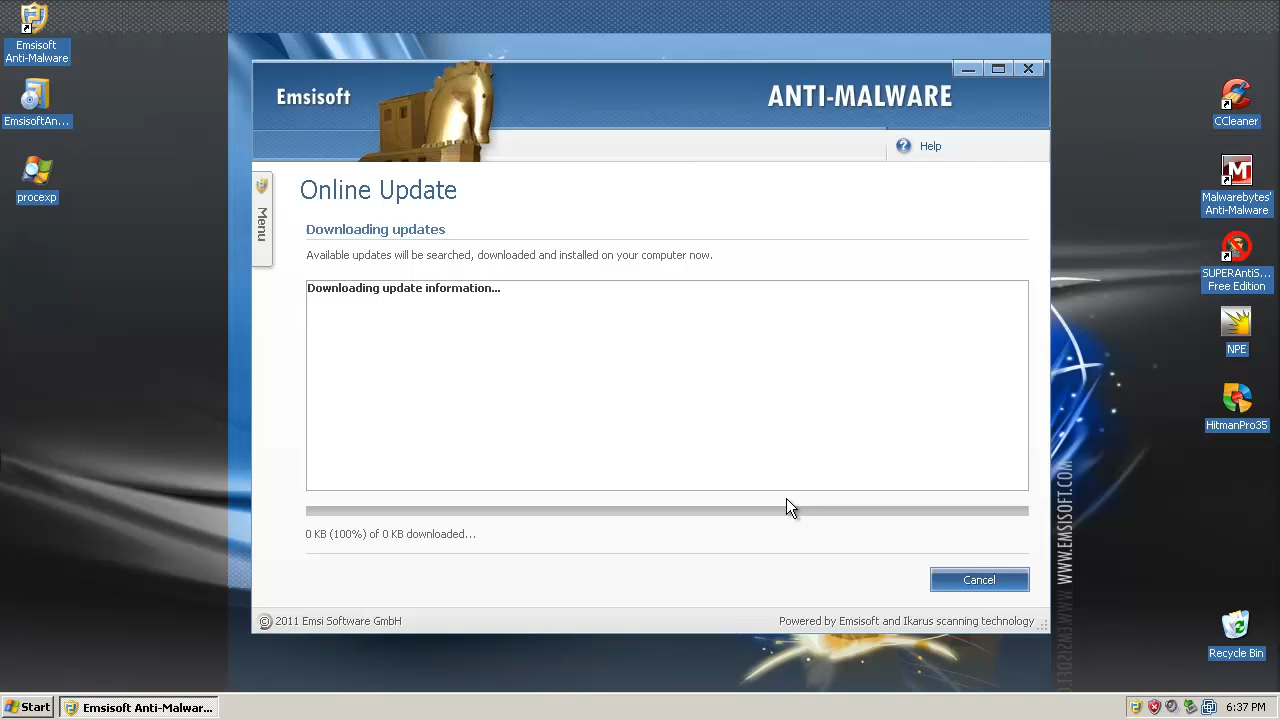 Emsisoft
Anti-Malware
EmsisoftAn...
procexp
Emsisoft
ANTI-MALWARE
Help
Menu
Online Update
Downloading updates
Available updates will be searched, downloaded and installed on your computer now.
Downloading update information...
0 KB (100%) of 0 KB downloaded...
Cancel
© 2011 Emsi Software GmbH
by Emsisoft and Ikarus scanning technology
WWW.EMSISOFT.COM
CCleaner
Malwarebytes'
Anti-Malware
SUPERAntiS...
Free Edition
NPE
HitmanPro35
Recycle Bin
Start
Emsisoft Anti-Malwar...
6:37 PM